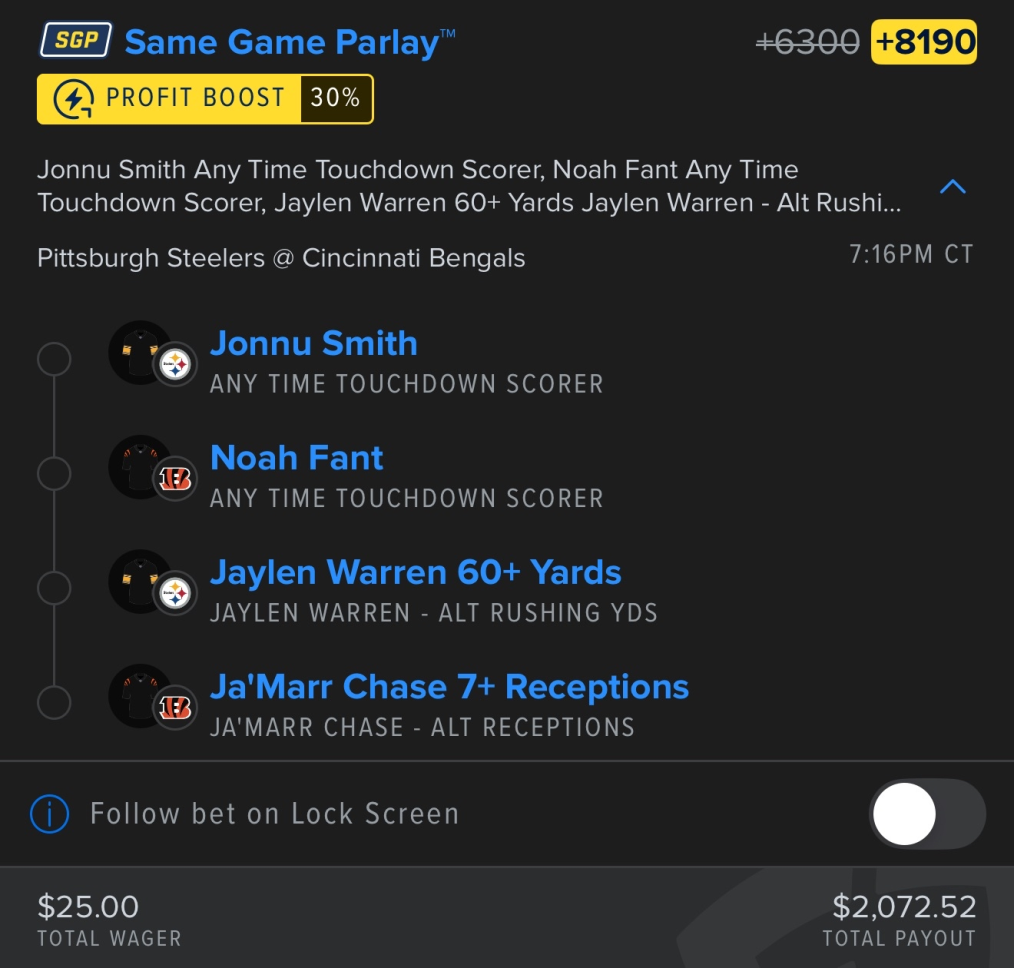 SGP Same Game Parlay™ +6300 +8190
PROFIT BOOST 30%
Jonnu Smith Any Time Touchdown Scorer, Noah Fant Any Time
Touchdown Scorer, Jaylen Warren 60+ Yards Jaylen Warren - Alt Rushi...
Pittsburgh Steelers @ Cincinnati Bengals 7:16PM CT
Jonnu Smith
ANY TIME TOUCHDOWN SCORER
Noah Fant
ANY TIME TOUCHDOWN SCORER
Jaylen Warren 60+ Yards
JAYLEN WARREN - ALT RUSHING YDS
Ja'Marr Chase 7+ Receptions
JA'MARR CHASE - ALT RECEPTIONS
Follow bet on Lock Screen
$25.00 $2,072.52
TOTAL WAGER TOTAL PAYOUT